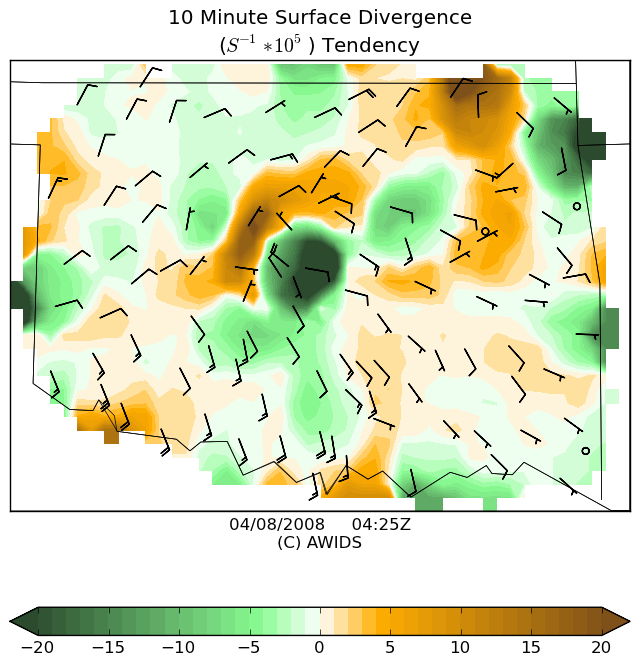 10 Minute Surface Divergence
(S⁻¹ * 10⁵ ) Tendency
04/08/2008 04:25Z
(C) AWIDS
−20 −15 −10 −5 0 5 10 15 20